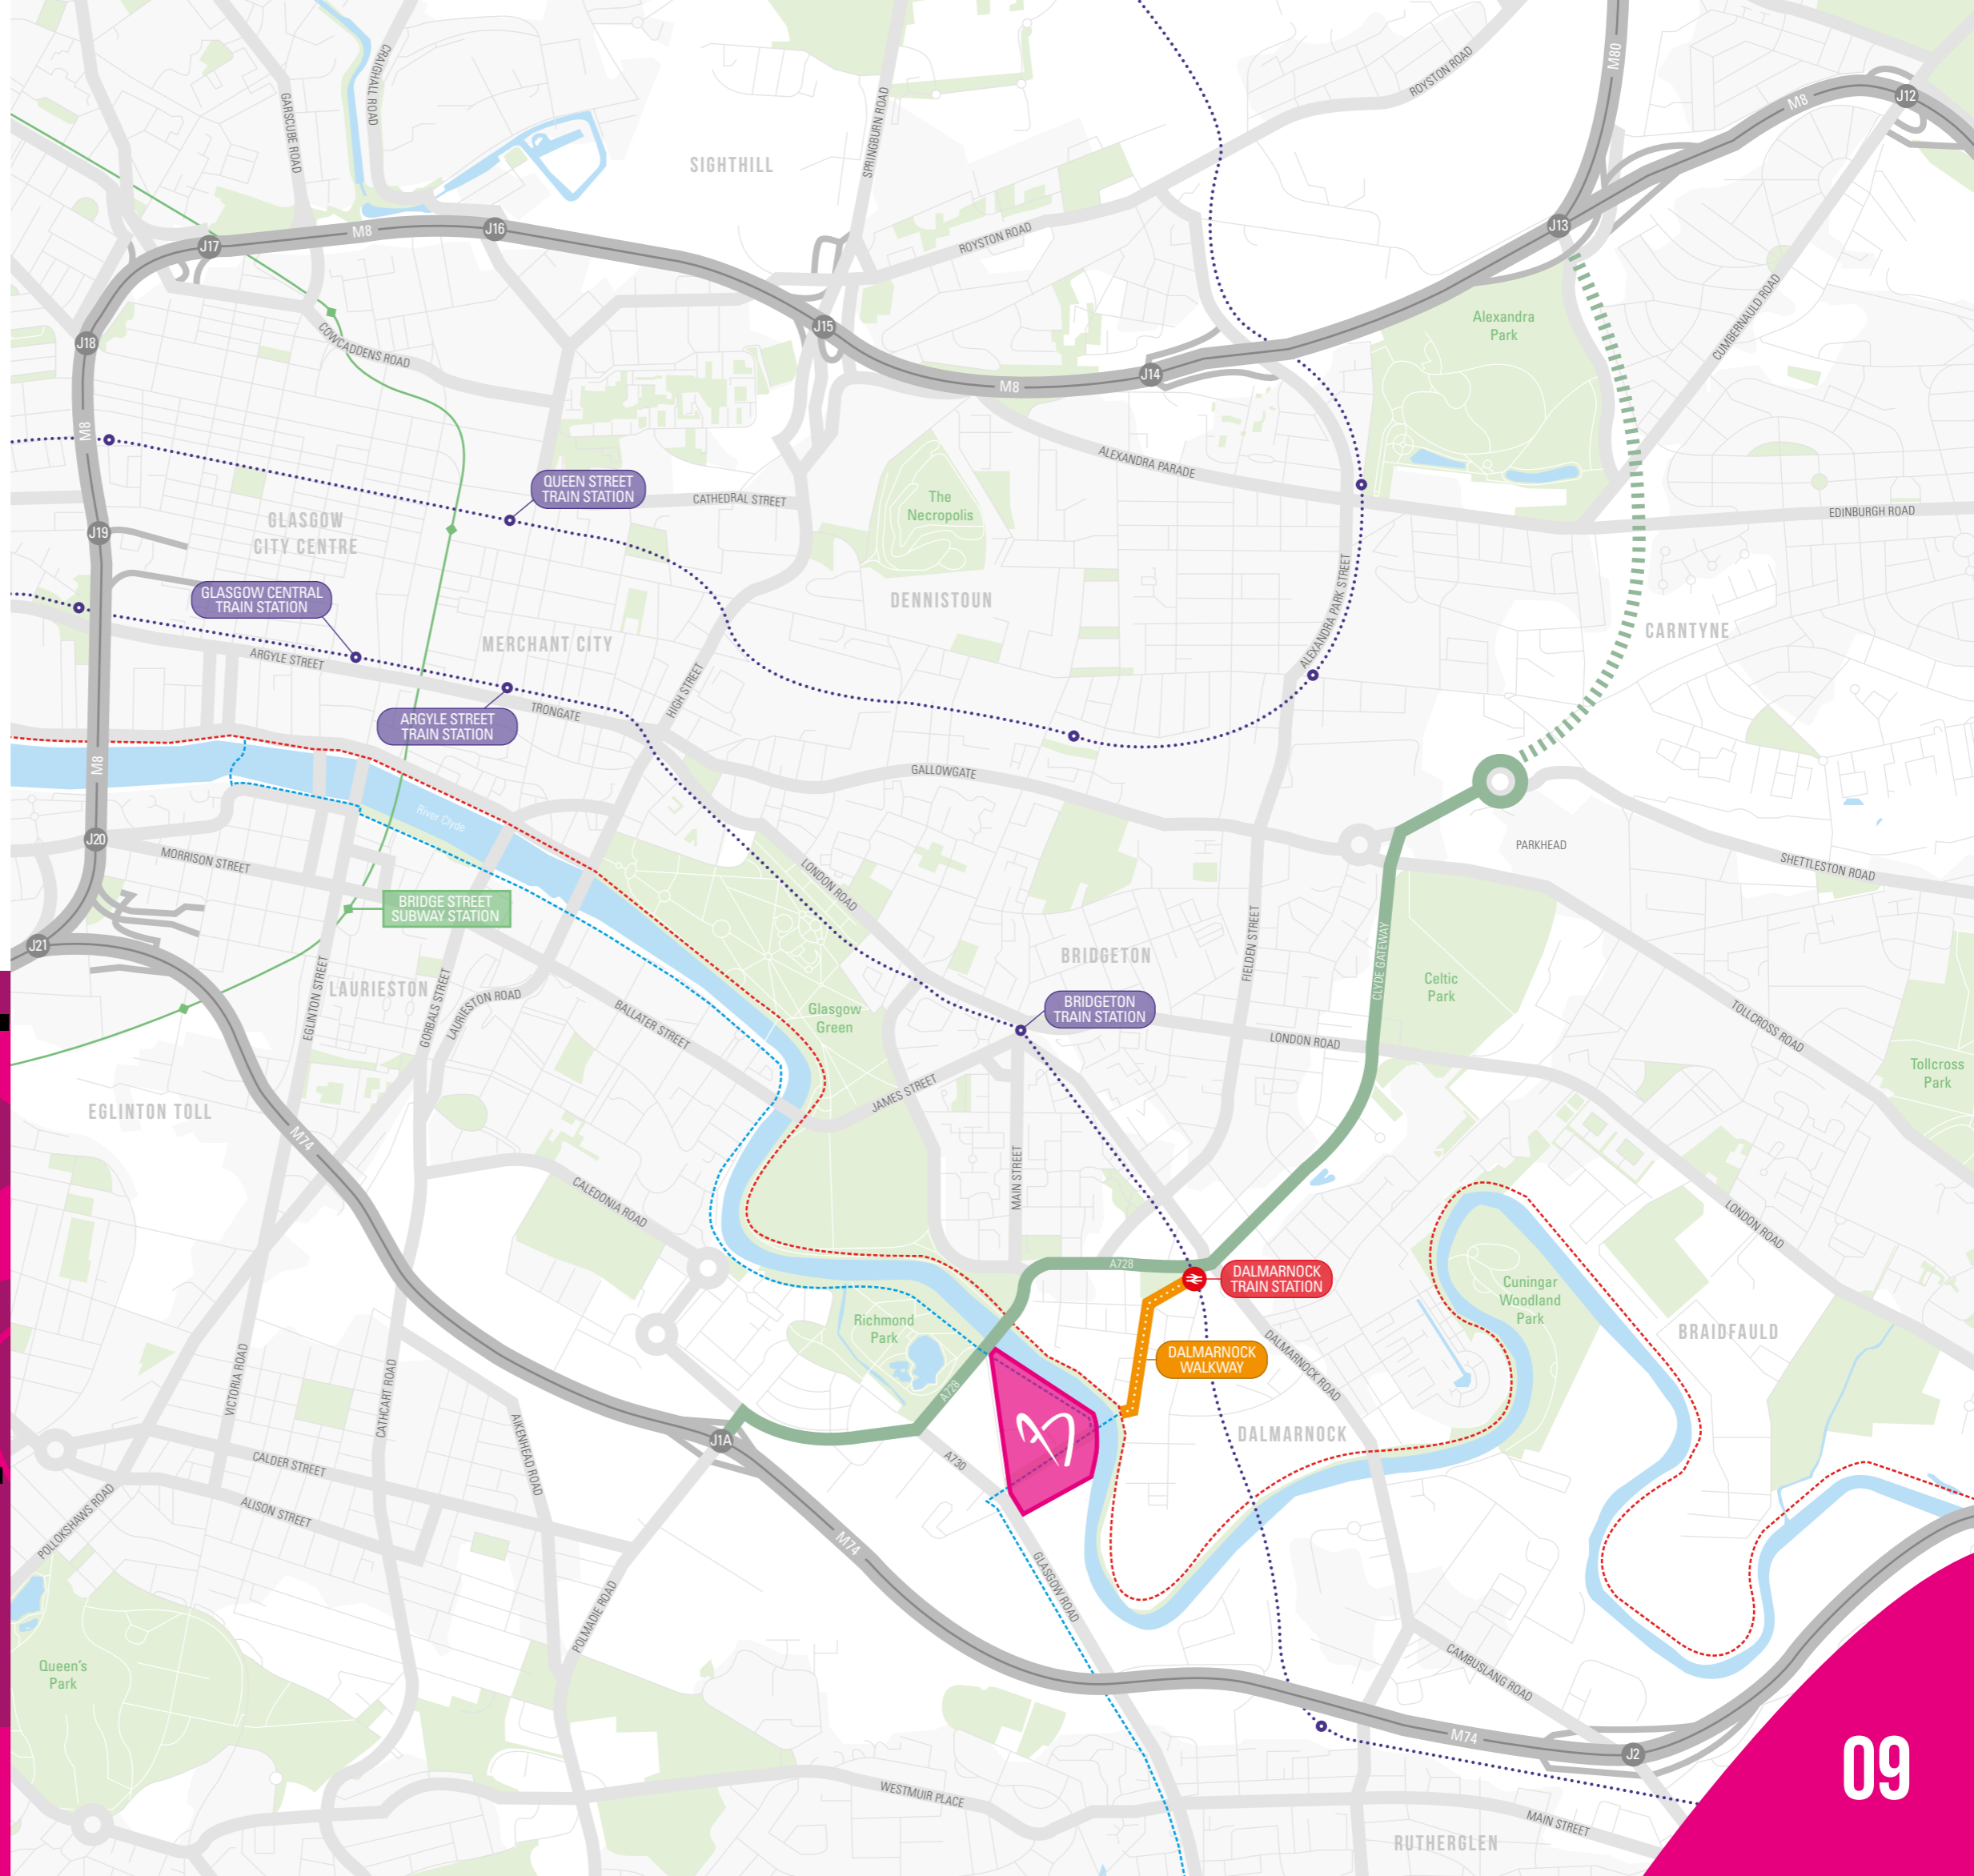 M80
CRAIGHALL ROAD
ROYSTON ROAD
M8
J12
GARSCUBE ROAD
SPRINGBURN ROAD
SIGHTHILL
J17
M8
J16
ROYSTON ROAD
J13
CUMBERNAULD ROAD
Alexandra
Park
J18
COWCADDENS ROAD
J15
M8
J14
M8
ALEXANDRA PARADE
QUEEN STREET
TRAIN STATION
CATHEDRAL STREET
The
Necropolis
EDINBURGH ROAD
GLASGOW
CITY CENTRE
J19
GLASGOW CENTRAL
TRAIN STATION
DENNISTOUN
ALEXANDRA PARK STREET
CARNTYNE
MERCHANT CITY
ARGYLE STREET
HIGH STREET
TRONGATE
ARGYLE STREET
TRAIN STATION
M8
GALLOWGATE
River Clyde
J20
MORRISON STREET
PARKHEAD
SHETTLESTON ROAD
LONDON ROAD
BRIDGE STREET
SUBWAY STATION
J21
FIELDEN STREET
CLYDE GATEWAY
BRIDGETON
Celtic
Park
LAURIESTON
EGLINTON STREET
GORBALS STREET
LAURIESTON ROAD
BALLATER STREET
Glasgow
Green
BRIDGETON
TRAIN STATION
LONDON ROAD
TOLLCROSS ROAD
Tollcross
Park
JAMES STREET
EGLINTON TOLL
M74
MAIN STREET
CALEDONIA ROAD
LONDON ROAD
A728
DALMARNOCK
TRAIN STATION
Cuningar
Woodland
Park
Richmond
Park
BRAIDFAULD
DALMARNOCK
WALKWAY
DALMARNOCK ROAD
VICTORIA ROAD
CATHCART ROAD
A728
AIKENHEAD ROAD
J1A
DALMARNOCK
A730
CALDER STREET
ALISON STREET
POLLOKSHAWS ROAD
M74
GLASGOW ROAD
POLMADIE ROAD
Queen's
Park
CAMBUSLANG ROAD
M74
J2
09
WESTMUIR PLACE
MAIN STREET
RUTHERGLEN